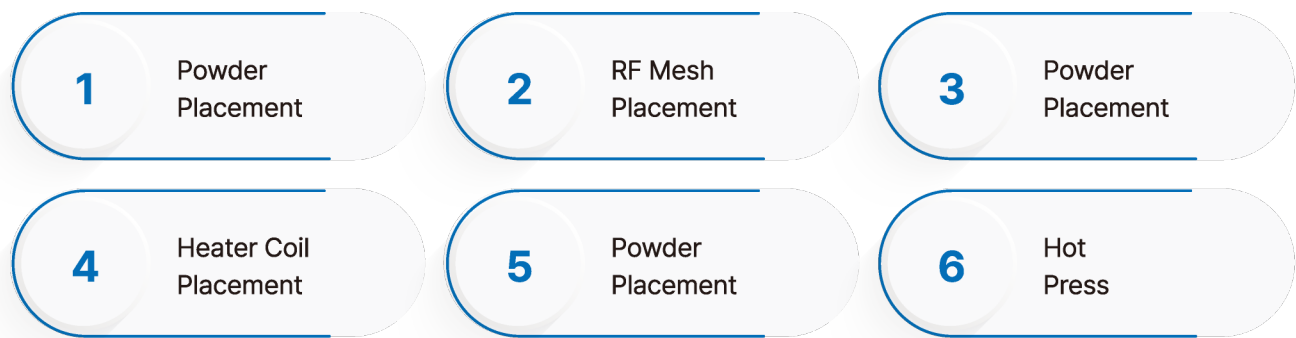 1
Powder
Placement
2
RF Mesh
Placement
3
Powder
Placement
4
Heater Coil
Placement
5
Powder
Placement
6
Hot
Press